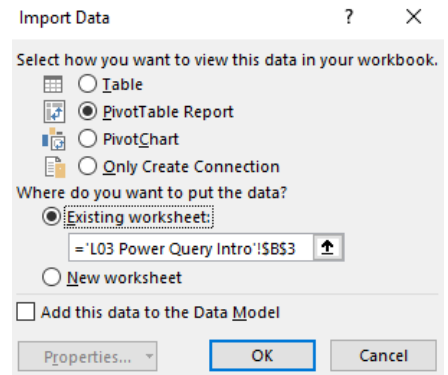 Import Data ? ×
Select how you want to view this data in your workbook.
Table
PivotTable Report
PivotChart
Only Create Connection
Where do you want to put the data?
Existing worksheet:
='L03 Power Query Intro'!$B$3
New worksheet
Add this data to the Data Model
Properties... OK Cancel